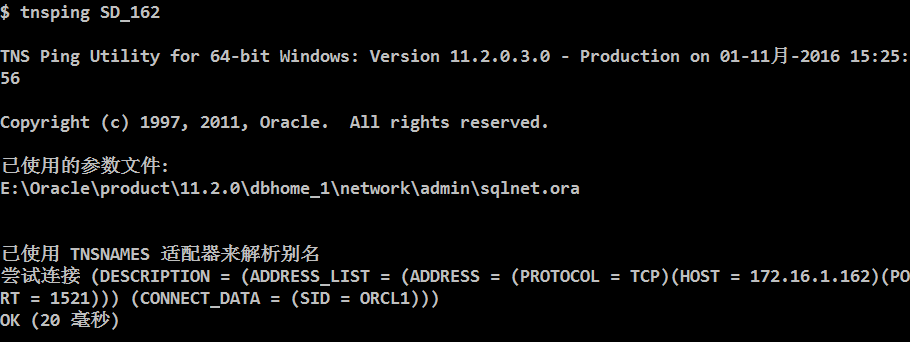 $ tnsping SD_162
TNS Ping Utility for 64-bit Windows: Version 11.2.0.3.0 - Production on 01-11月-2016 15:25:
56
Copyright (c) 1997, 2011, Oracle.  All rights reserved.
已使用的参数文件:
E:\Oracle\product\11.2.0\dbhome_1\network\admin\sqlnet.ora
已使用 TNSNAMES 适配器来解析别名
尝试连接 (DESCRIPTION = (ADDRESS_LIST = (ADDRESS = (PROTOCOL = TCP)(HOST = 172.16.1.162)(PO
RT = 1521))) (CONNECT_DATA = (SID = ORCL1)))
OK (20 毫秒)